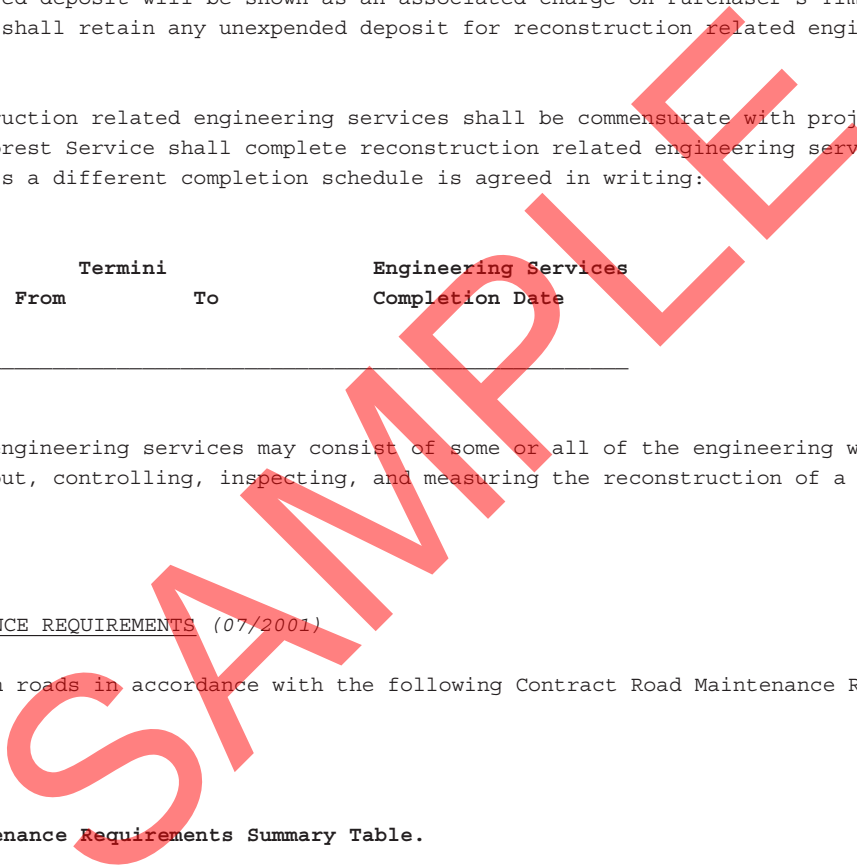 ed deposit will be shown as an associated charge on Purchaser's Tim
shall retain any unexpended deposit for reconstruction related engi
uction related engineering services shall be commensurate with proj
orest Service shall complete reconstruction related engineering serv
s a different completion schedule is agreed in writing:
Termini Engineering Services
From To Completion Date
ngineering services may consist of some or all of the engineering w
out, controlling, inspecting, and measuring the reconstruction of a
NCE REQUIREMENTS (07/2001)
n roads in accordance with the following Contract Road Maintenance R
enance Requirements Summary Table.
SAMPLE